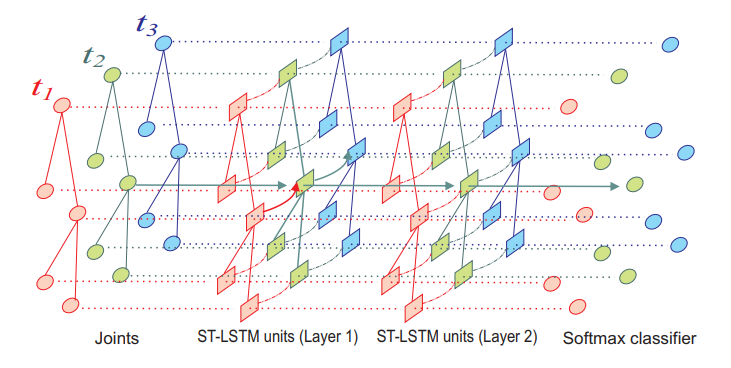 t3
t2
t1
Joints
ST-LSTM units (Layer 1)
ST-LSTM units (Layer 2)
Softmax classifier